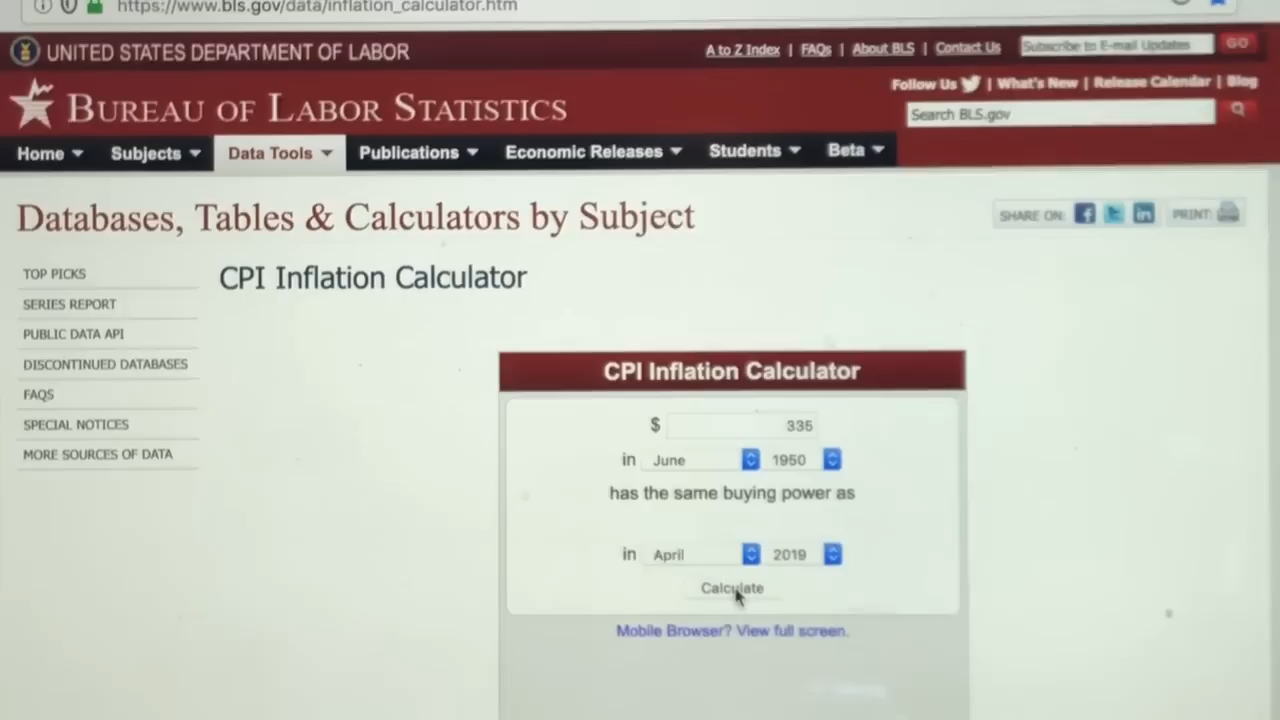 https://www.bls.gov/data/inflation_calculator.htm
UNITED STATES DEPARTMENT OF LABOR
A to Z Index | FAQs | About BLS | Contact Us
Subscribe to E-mail Updates GO
Follow Us | What's New | Release Calendar | Blog
BUREAU OF LABOR STATISTICS
Search BLS.gov
Home Subjects Data Tools Publications Economic Releases Students Beta
Databases, Tables & Calculators by Subject
SHARE ON: PRINT:
TOP PICKS
SERIES REPORT
PUBLIC DATA API
DISCONTINUED DATABASES
FAQS
SPECIAL NOTICES
MORE SOURCES OF DATA
CPI Inflation Calculator
CPI Inflation Calculator
$ 335
in June 1950
has the same buying power as
in April 2019
Calculate
Mobile Browser? View full screen.